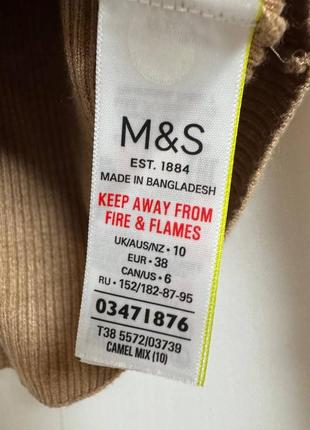 M&S
EST. 1884
MADE IN BANGLADESH
KEEP AWAY FROM
FIRE & FLAMES
UK/AUS/NZ • 10
EUR • 38
CAN/US • 6
RU • 152/182-87-95
03471876
T38 5572/03739
CAMEL MIX (10)